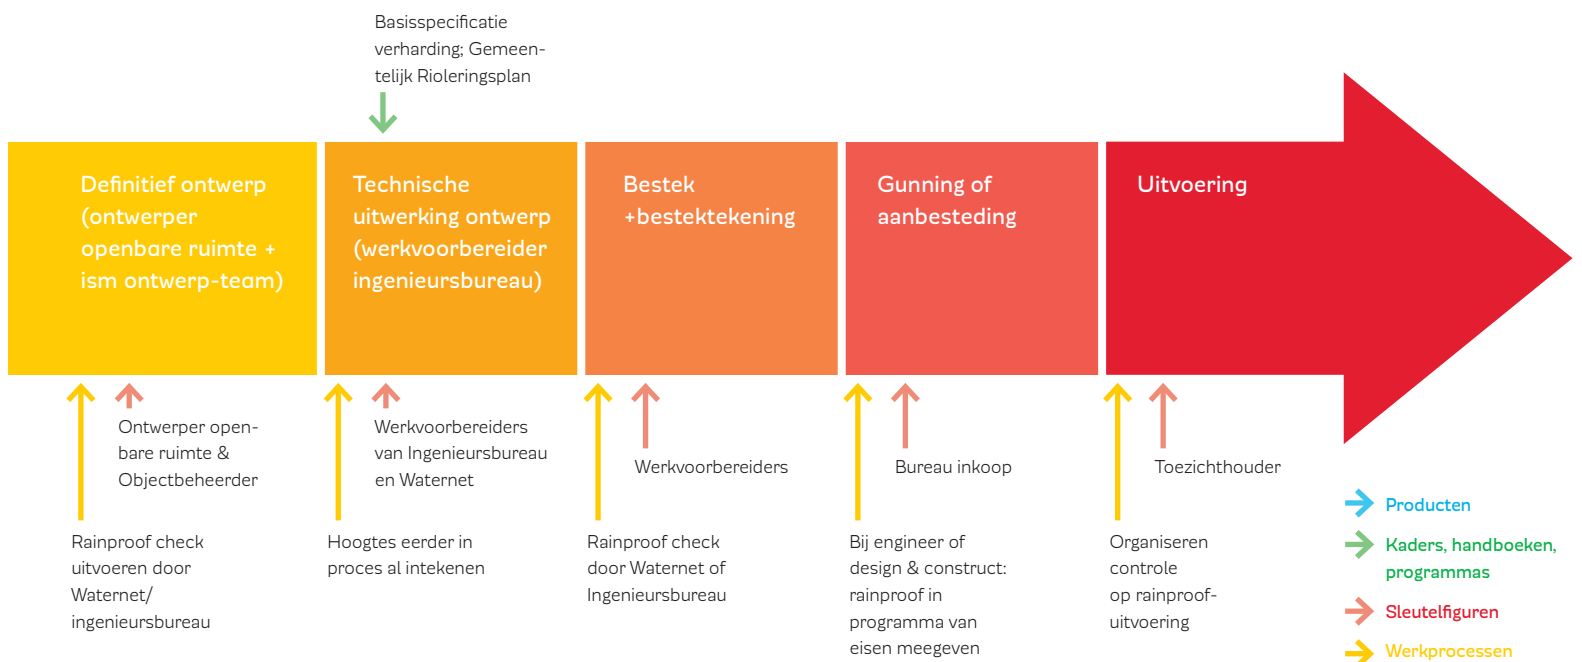 Basisspecificatie
verharding; Gemeen-
telijk Rioleringsplan
Definitief ontwerp
(ontwerper
openbare ruimte +
ism ontwerp-team)
Technische
uitwerking ontwerp
(werkvoorbereider
ingenieursbureau)
Bestek
+bestektekening
Gunning of
aanbesteding
Uitvoering
Ontwerper open-
bare ruimte &
Objectbeheerder
Werkvoorbereiders
van Ingenieursbureau
en Waternet
Werkvoorbereiders
Bureau inkoop
Toezichthouder
Rainproof check
uitvoeren door
Waternet/
ingenieursbureau
Hoogtes eerder in
proces al intekenen
Rainproof check
door Waternet of
Ingenieursbureau
Bij engineer of
design & construct:
rainproof in
programma van
eisen meegeven
Organiseren
controle
op rainproof-
uitvoering
Producten
Kaders, handboeken,
programmas
Sleutelfiguren
Werkprocessen